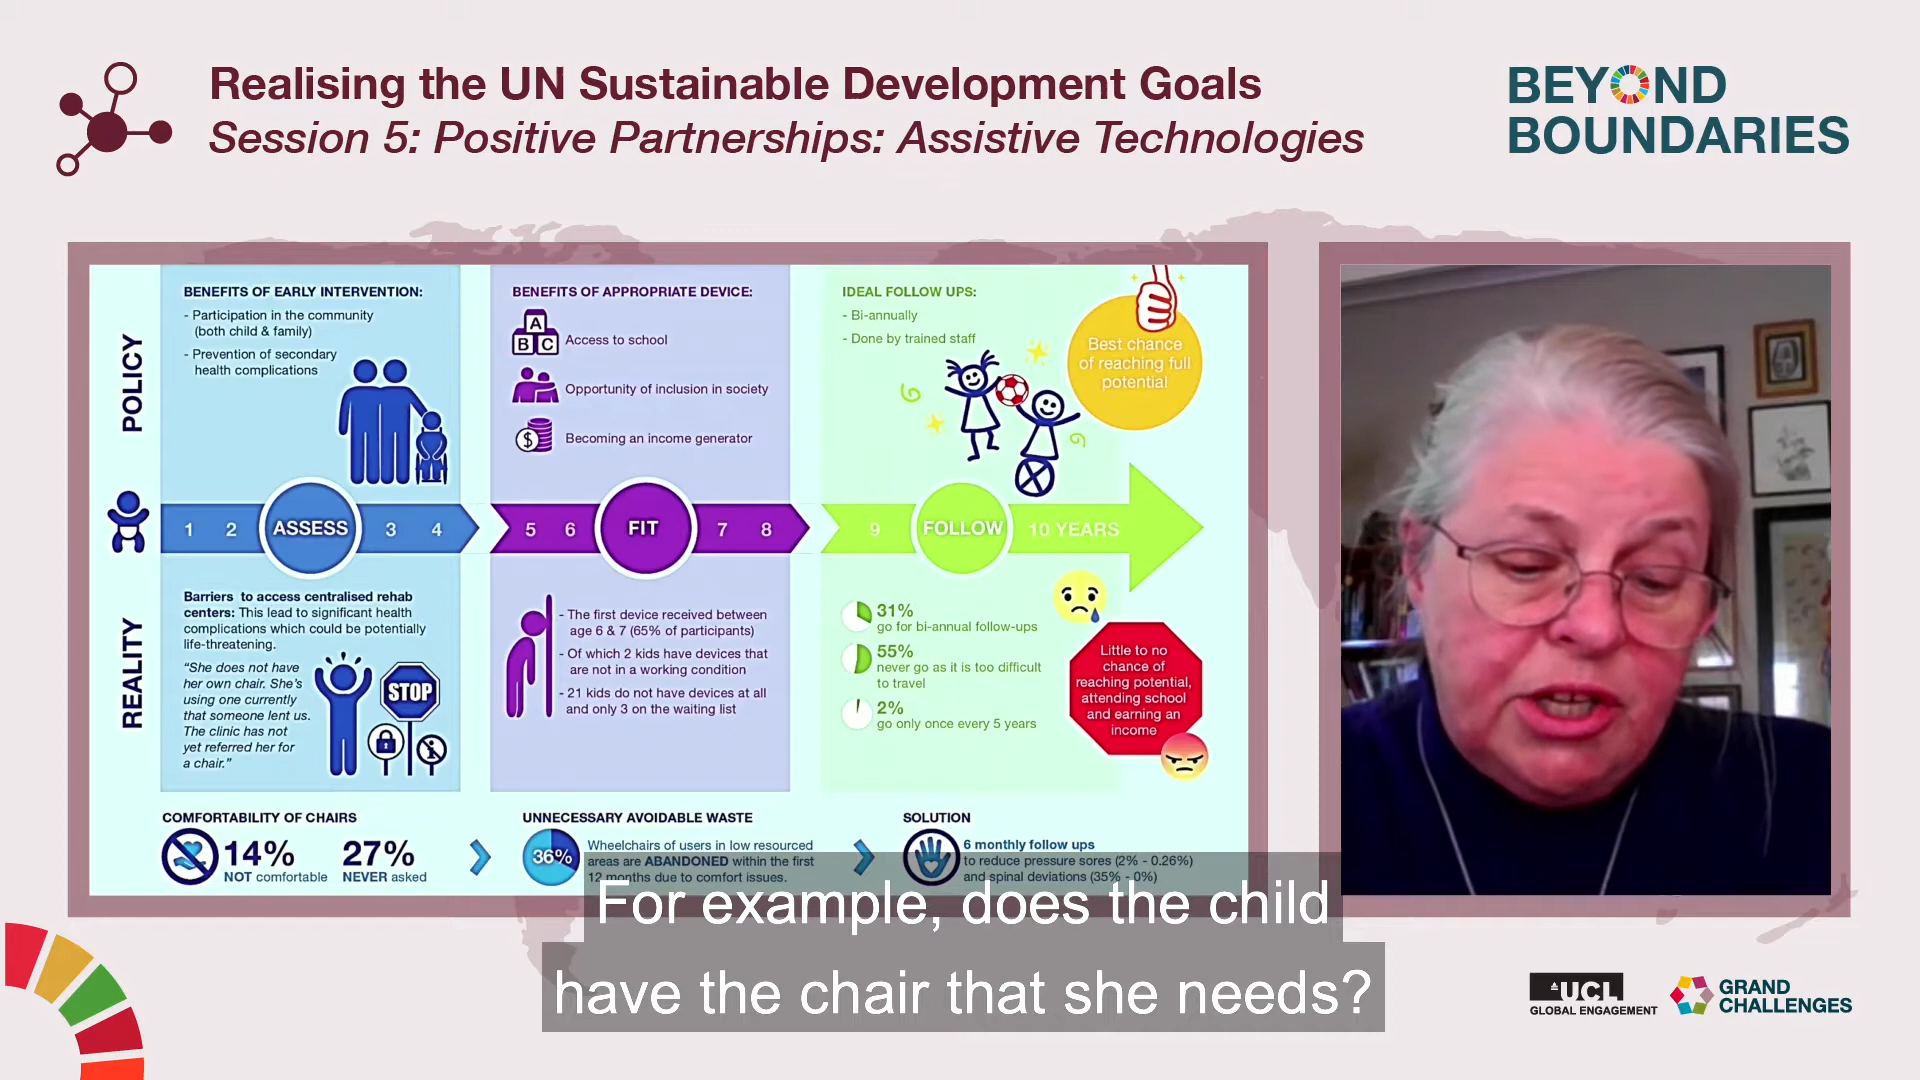 Realising the UN Sustainable Development Goals
Session 5: Positive Partnerships: Assistive Technologies
BEYOND
BOUNDARIES
POLICY
BENEFITS OF EARLY INTERVENTION:
- Participation in the community
(both child & family)
- Prevention of secondary
health complications
BENEFITS OF APPROPRIATE DEVICE:
A
B C
Access to school
Opportunity of inclusion in society
$
Becoming an income generator
IDEAL FOLLOW UPS:
- Bi-annually
- Done by trained staff
Best chance
of reaching full
potential
1 2 ASSESS 3 4 5 6 FIT 7 8 9 FOLLOW 10 YEARS
REALITY
Barriers to access centralised rehab
centers: This lead to significant health
complications which could be potentially
life-threatening.
“She does not have
her own chair. She’s
using one currently
that someone lent us.
The clinic has not
yet referred her for
a chair.”
STOP
- The first device received between
age 6 & 7 (65% of participants)
- Of which 2 kids have devices that
are not in a working condition
- 21 kids do not have devices at all
and only 3 on the waiting list
31%
go for bi-annual follow-ups
55%
never go as it is too difficult
to travel
2%
go only once every 5 years
Little to no
chance of
reaching potential,
attending school
and earning an
income
COMFORTABILITY OF CHAIRS
14%
NOT comfortable
27%
NEVER asked
UNNECESSARY AVOIDABLE WASTE
36%
Wheelchairs of users in low resourced
areas are ABANDONED within the first
12 months due to comfort issues.
SOLUTION
6 monthly follow ups
to reduce pressure sores (2% - 0.26%)
and spinal deviations (35% - 0%)
For example, does the child
have the chair that she needs?
UCL
GLOBAL ENGAGEMENT
GRAND
CHALLENGES